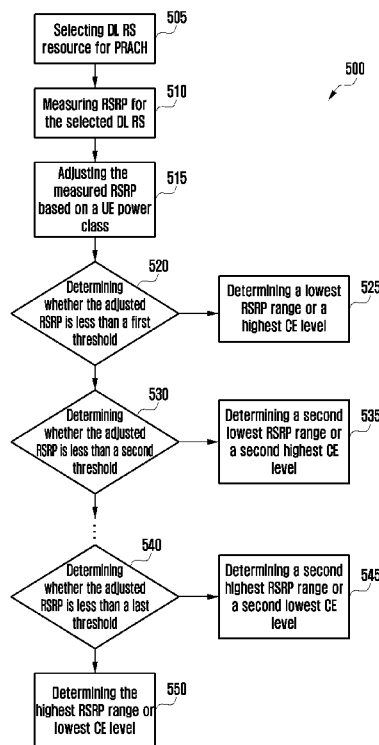 505
Selecting DL RS
resource for PRACH
500
510
Measuring RSRP for
the selected DL RS
515
Adjusting the
measured RSRP
based on a UE power
class
520
Determining
whether the adjusted
RSRP is less than a first
threshold
525
Determining a lowest
RSRP range or a
highest CE level
530
Determining
whether the adjusted
RSRP is less than a second
threshold
535
Determining a second
lowest RSRP range or
a second highest CE
level
540
Determining
whether the adjusted
RSRP is less than a last
threshold
545
Determining a second
highest RSRP range or
a second lowest CE
level
550
Determining the
highest RSRP range or
lowest CE level